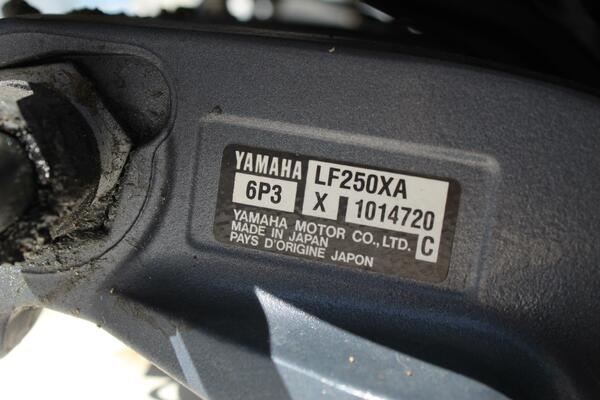 YAMAHA LF250XA
6P3 X 1014720
YAMAHA MOTOR CO., LTD. C
MADE IN JAPAN
PAYS D'ORIGINE JAPON